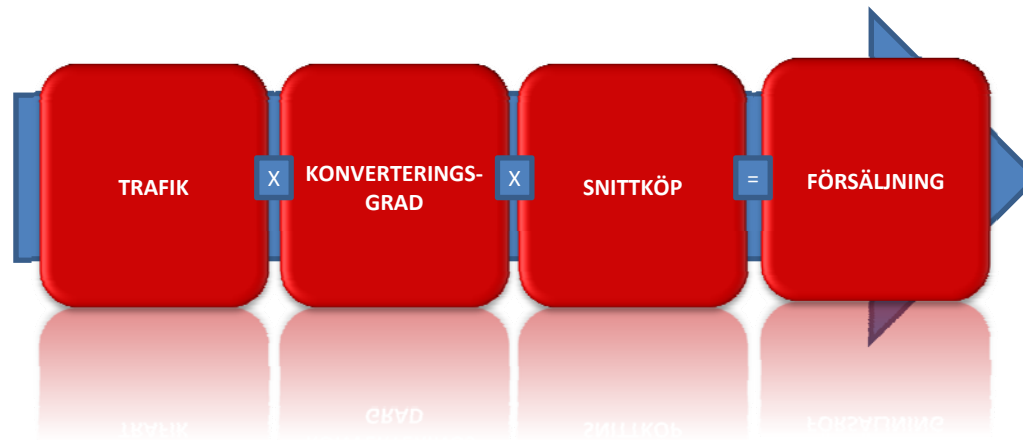 TRAFIK
X
KONVERTERINGS-
GRAD
X
SNITTKÖP
=
FÖRSÄLJNING